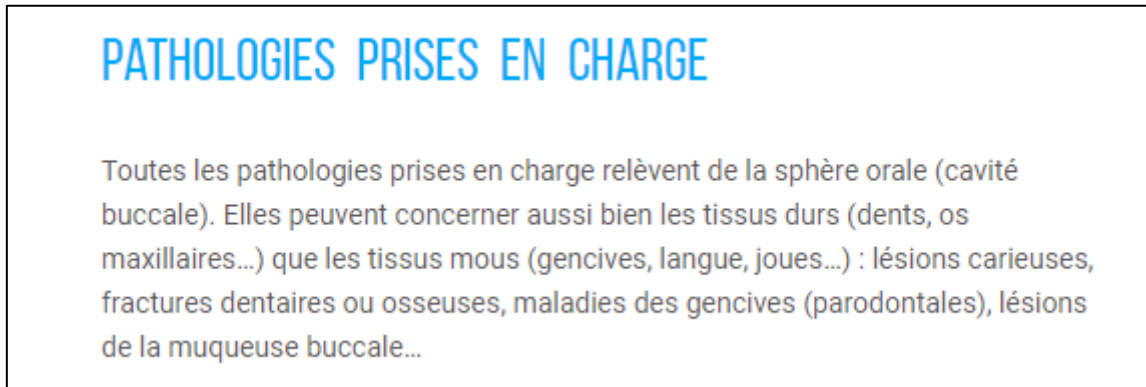 PATHOLOGIES PRISES EN CHARGE
Toutes les pathologies prises en charge relèvent de la sphère orale (cavité
buccale). Elles peuvent concerner aussi bien les tissus durs (dents, os
maxillaires...) que les tissus mous (gencives, langue, joues...) : lésions carieuses,
fractures dentaires ou osseuses, maladies des gencives (parodontales), lésions
de la muqueuse buccale...